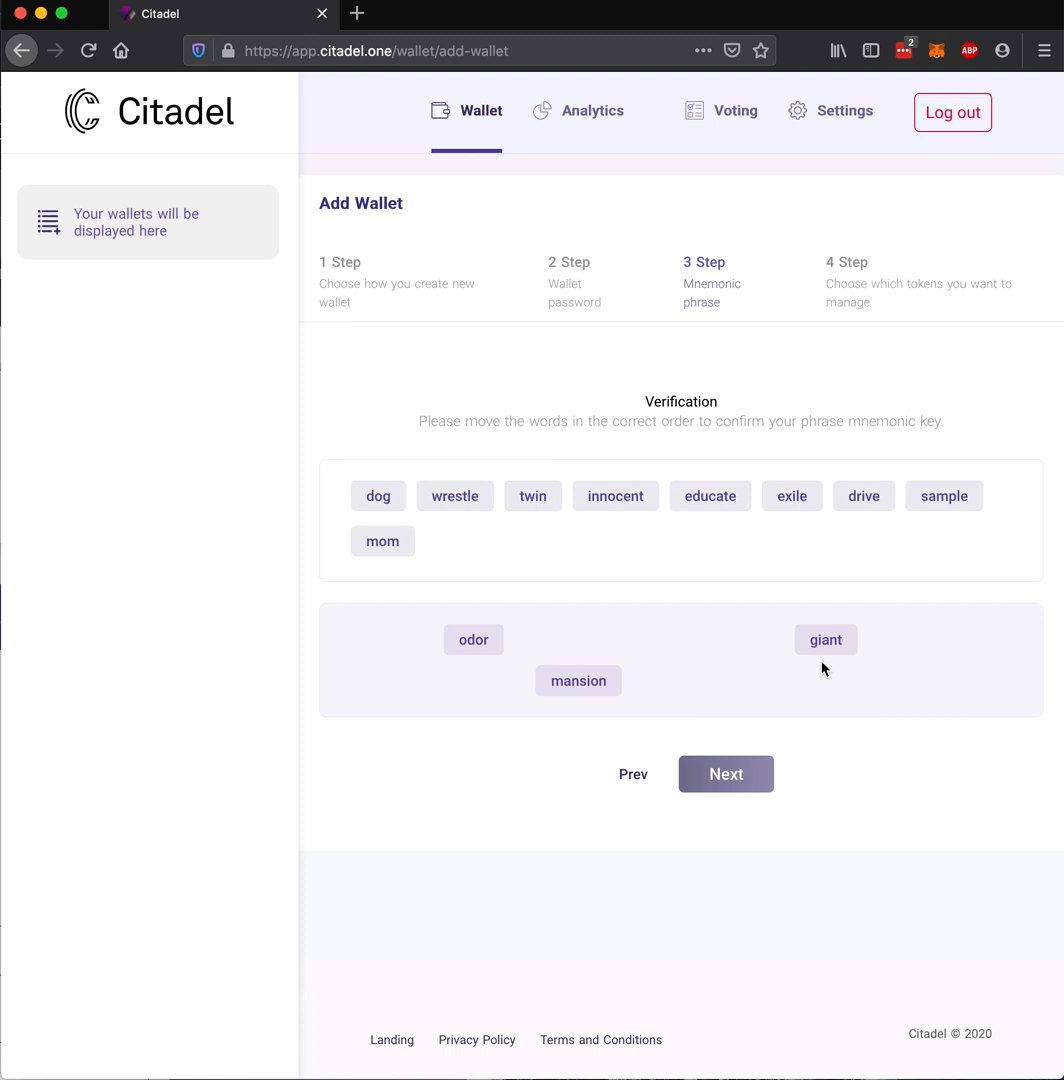 Citadel
https://app.citadel.one/wallet/add-wallet
2
ABP
Citadel
Wallet
Analytics
Voting
Settings
Log out
Your wallets will be
displayed here
Add Wallet
1 Step
Choose how you create new
wallet
2 Step
Wallet
password
3 Step
Mnemonic
phrase
4 Step
Choose which tokens you want to
manage
Verification
Please move the words in the correct order to confirm your phrase mnemonic key.
dog wrestle twin innocent educate exile drive sample
mom
odor giant
mansion
Prev Next
Landing Privacy Policy Terms and Conditions
Citadel © 2020